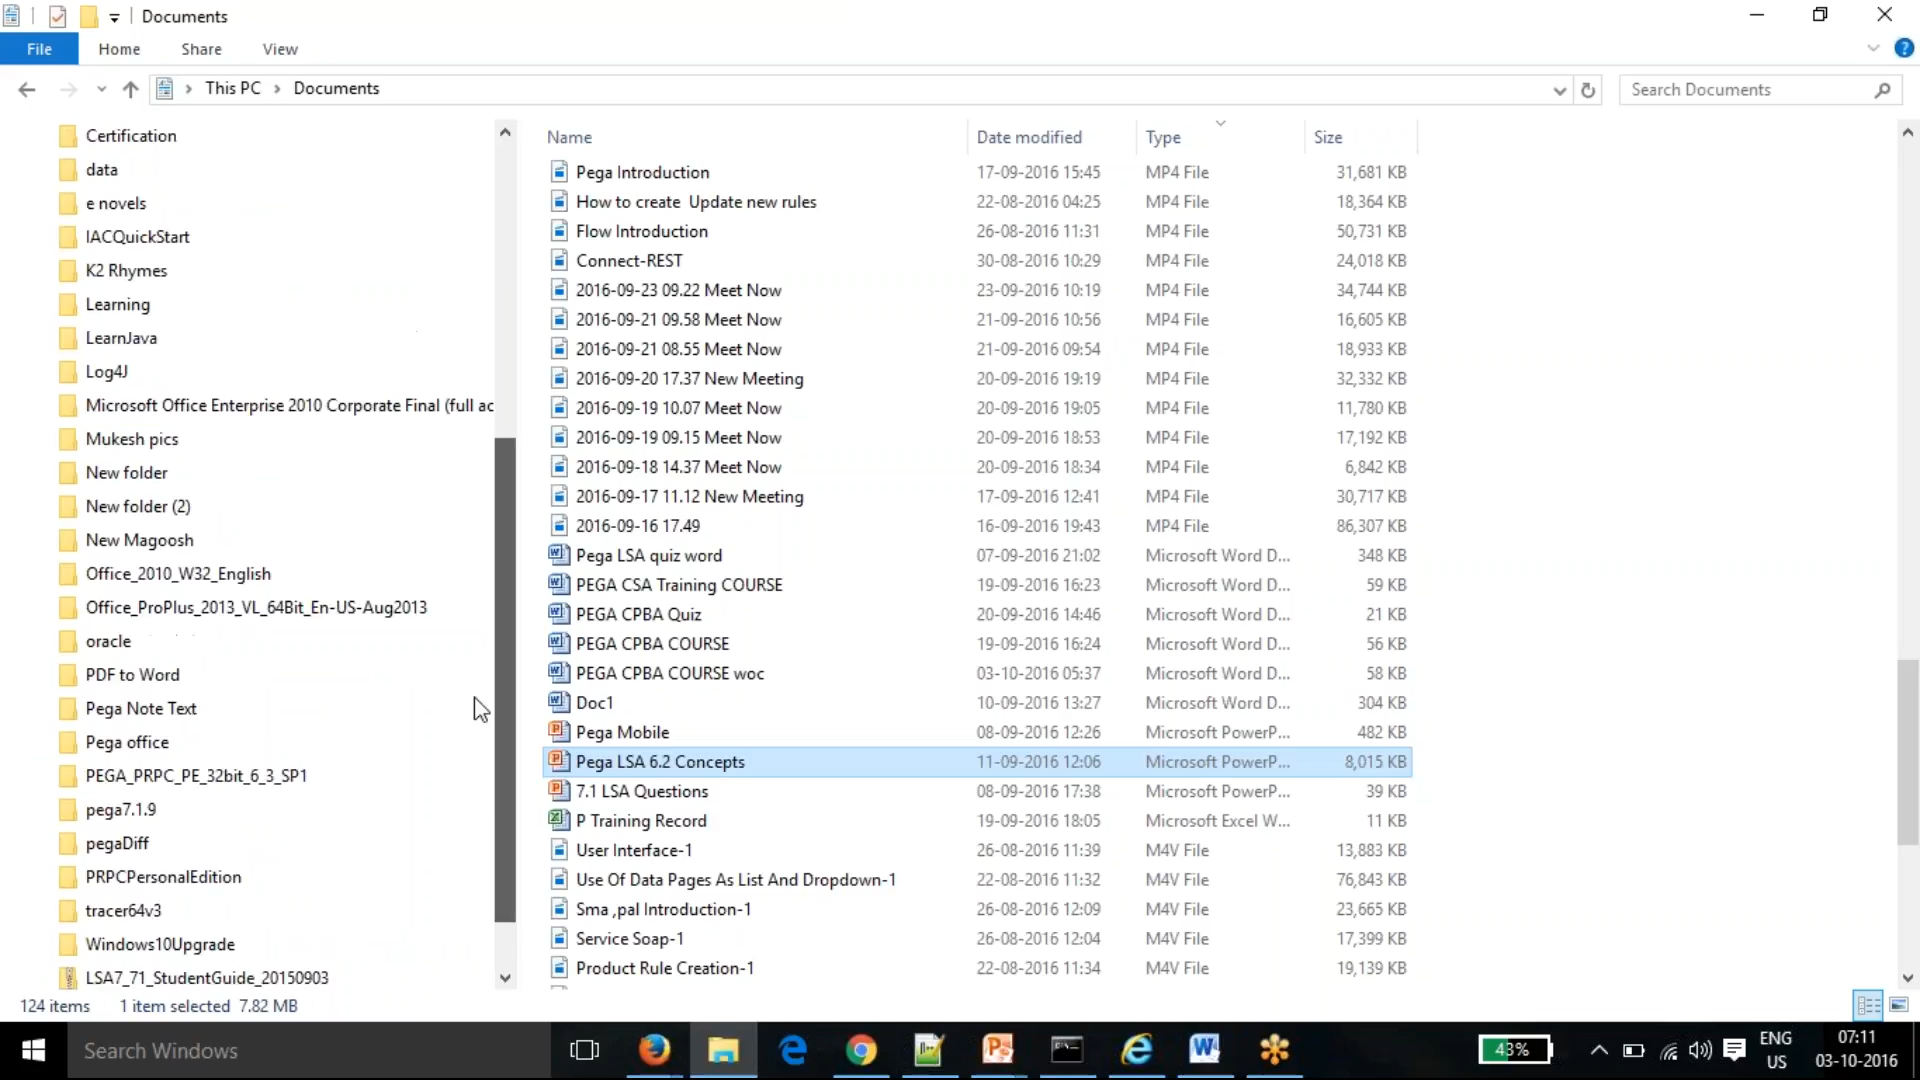 Documents
File Home Share View
This PC Documents
Search Documents
Certification
data
e novels
IACQuickStart
K2 Rhymes
Learning
LearnJava
Log4J
Microsoft Office Enterprise 2010 Corporate Final (full ac
Mukesh pics
New folder
New folder (2)
New Magoosh
Office_2010_W32_English
Office_ProPlus_2013_VL_64Bit_En-US-Aug2013
oracle
PDF to Word
Pega Note Text
Pega office
PEGA_PRPC_PE_32bit_6_3_SP1
pega7.1.9
pegaDiff
PRPCPersonalEdition
tracer64v3
Windows10Upgrade
LSA7_71_StudentGuide_20150903
Name Date modified Type Size
Pega Introduction 17-09-2016 15:45 MP4 File 31,681 KB
How to create Update new rules 22-08-2016 04:25 MP4 File 18,364 KB
Flow Introduction 26-08-2016 11:31 MP4 File 50,731 KB
Connect-REST 30-08-2016 10:29 MP4 File 24,018 KB
2016-09-23 09.22 Meet Now 23-09-2016 10:19 MP4 File 34,744 KB
2016-09-21 09.58 Meet Now 21-09-2016 10:56 MP4 File 16,605 KB
2016-09-21 08.55 Meet Now 21-09-2016 09:54 MP4 File 18,933 KB
2016-09-20 17.37 New Meeting 20-09-2016 19:19 MP4 File 32,332 KB
2016-09-19 10.07 Meet Now 20-09-2016 19:05 MP4 File 11,780 KB
2016-09-19 09.15 Meet Now 20-09-2016 18:53 MP4 File 17,192 KB
2016-09-18 14.37 Meet Now 20-09-2016 18:34 MP4 File 6,842 KB
2016-09-17 11.12 New Meeting 17-09-2016 12:41 MP4 File 30,717 KB
2016-09-16 17.49 16-09-2016 19:43 MP4 File 86,307 KB
Pega LSA quiz word 07-09-2016 21:02 Microsoft Word D... 348 KB
PEGA CSA Training COURSE 19-09-2016 16:23 Microsoft Word D... 59 KB
PEGA CPBA Quiz 20-09-2016 14:46 Microsoft Word D... 21 KB
PEGA CPBA COURSE 19-09-2016 16:24 Microsoft Word D... 56 KB
PEGA CPBA COURSE woc 03-10-2016 05:37 Microsoft Word D... 58 KB
Doc1 10-09-2016 13:27 Microsoft Word D... 304 KB
Pega Mobile 08-09-2016 12:26 Microsoft PowerP... 482 KB
Pega LSA 6.2 Concepts 11-09-2016 12:06 Microsoft PowerP... 8,015 KB
7.1 LSA Questions 08-09-2016 17:38 Microsoft PowerP... 39 KB
P Training Record 19-09-2016 18:05 Microsoft Excel W... 11 KB
User Interface-1 26-08-2016 11:39 M4V File 13,883 KB
Use Of Data Pages As List And Dropdown-1 22-08-2016 11:32 M4V File 76,843 KB
Sma ,pal Introduction-1 26-08-2016 12:09 M4V File 23,665 KB
Service Soap-1 26-08-2016 12:04 M4V File 17,399 KB
Product Rule Creation-1 22-08-2016 11:34 M4V File 19,139 KB
124 items 1 item selected 7.82 MB
Search Windows
43%
ENG
US
07:11
03-10-2016